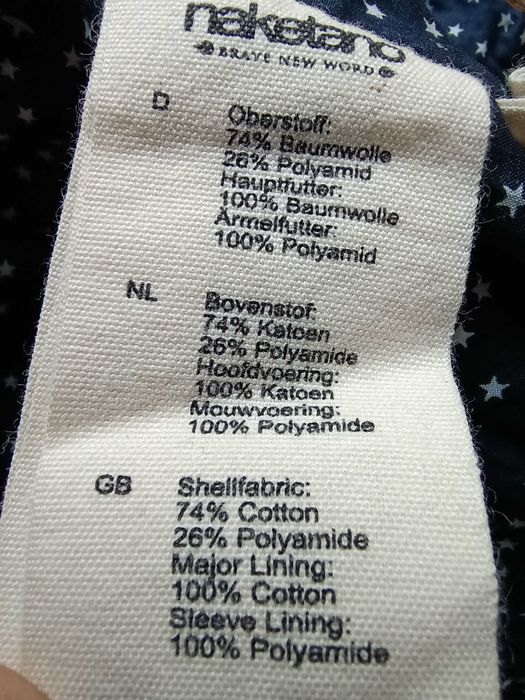 naketano
BRAVE NEW WORD
D
Oberstoff:
74% Baumwolle
26% Polyamid
Hauptfutter:
100% Baumwolle
Ärmelfutter:
100% Polyamid
NL
Bovenstof:
74% Katoen
26% Polyamide
Hoofdvoering:
100% Katoen
Mouwvoering:
100% Polyamide
GB
Shellfabric:
74% Cotton
26% Polyamide
Major Lining:
100% Cotton
Sleeve Lining:
100% Polyamide